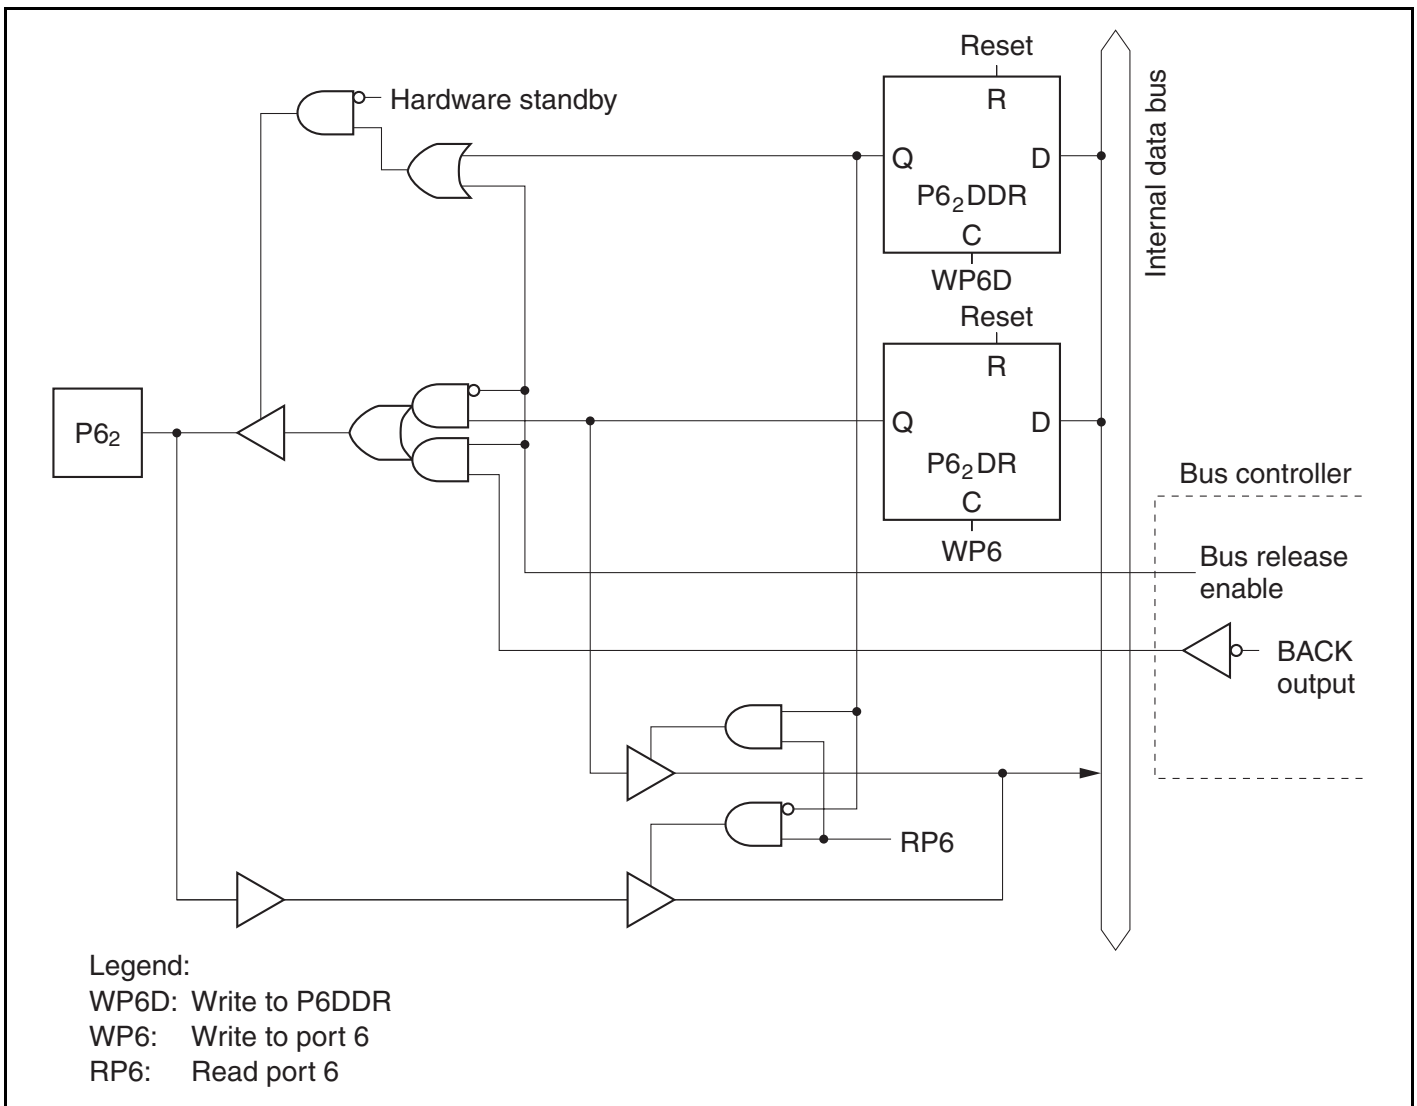 Reset
R
Hardware standby
Q
D
P6₂DDR
C
WP6D
Internal data bus
Reset
R
P6₂
Q
D
P6₂DR
C
WP6
Bus controller
Bus release
enable
BACK
output
RP6
Legend:
WP6D: Write to P6DDR
WP6: Write to port 6
RP6: Read port 6